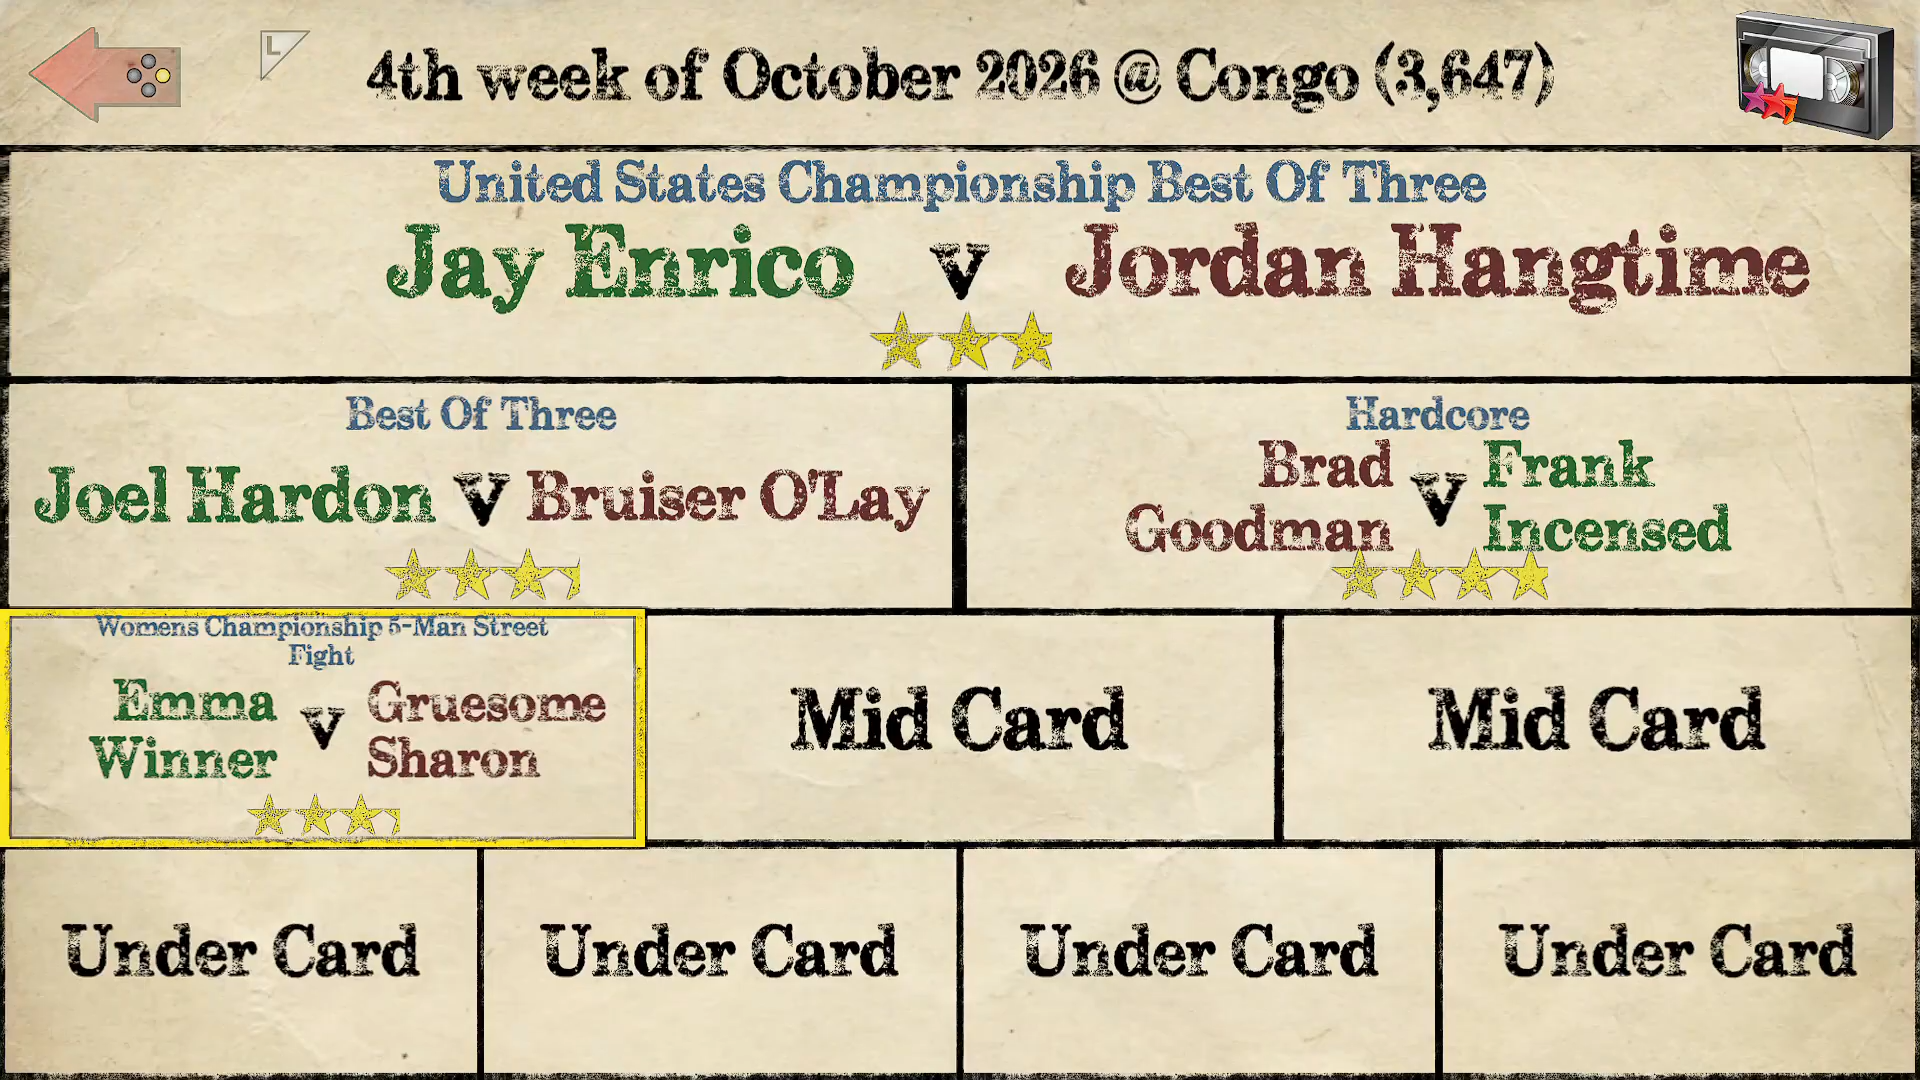 L
4th week of October 2026 @ Congo (3,647)
United States Championship Best Of Three
Jay Enrico v Jordan Hangtime
Best Of Three
Joel Hardon v Bruiser O'Lay
Hardcore
Brad Goodman v Frank Incensed
Womens Championship 5-Man Street
Fight
Emma Winner v Gruesome Sharon
Mid Card
Mid Card
Under Card
Under Card
Under Card
Under Card